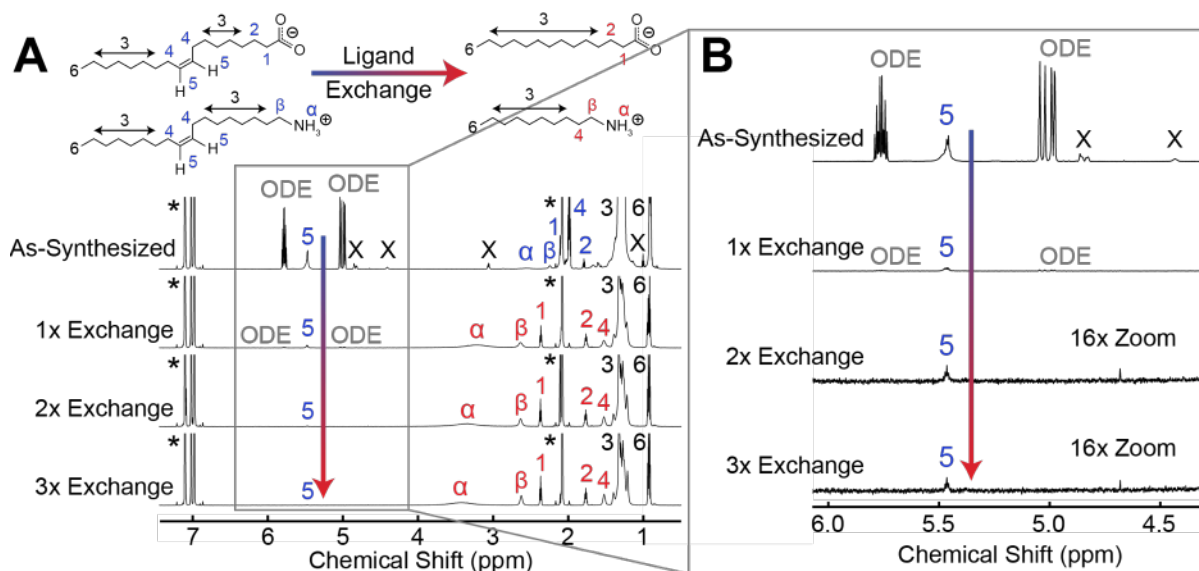 A
3
4
4
3
2
O
⊖
O
6
5
H
H
5
1
Ligand
Exchange
3
2
O
⊖
O
6
1
3
4
4
3
β
α
NH3
⊕
6
5
H
H
5
3
β
α
NH3
⊕
6
4
As-Synthesized
*
ODE
5
ODE
X
X
X
α
β
1
*
4
2
3
X
6
1x Exchange
*
ODE
5
ODE
α
β
1
*
2
4
3
6
2x Exchange
*
5
α
β
1
*
2
4
3
6
3x Exchange
*
5
α
β
1
*
2
4
3
6
7 6 5 4 3 2 1
Chemical Shift (ppm)
B
As-Synthesized
ODE
5
ODE
X
X
1x Exchange
ODE
5
ODE
2x Exchange
5
16x Zoom
3x Exchange
5
16x Zoom
6.0 5.5 5.0 4.5
Chemical Shift (ppm)